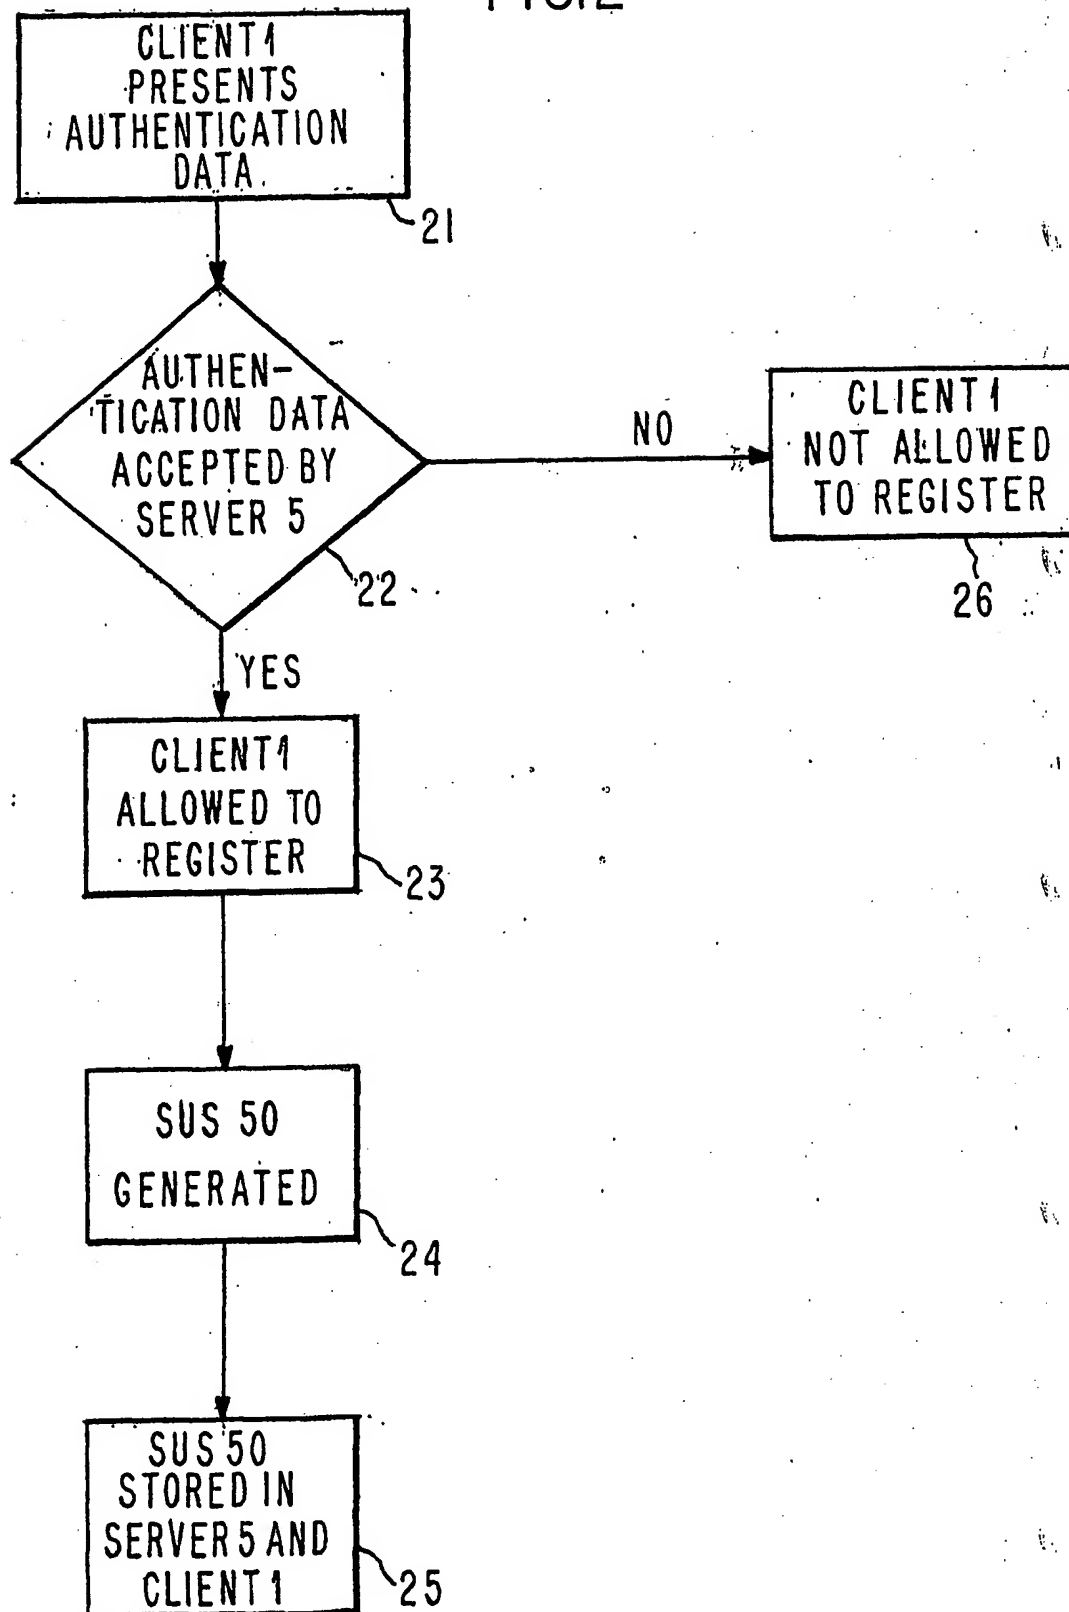 FIG.2
CLIENT 1
PRESENTS
AUTHENTICATION
DATA
21
AUTHEN-
TICATION DATA
ACCEPTED BY
SERVER 5
22
NO
CLIENT 1
NOT ALLOWED
TO REGISTER
26
YES
CLIENT 1
ALLOWED TO
REGISTER
23
SUS 50
GENERATED
24
SUS 50
STORED IN
SERVER 5 AND
CLIENT 1
25